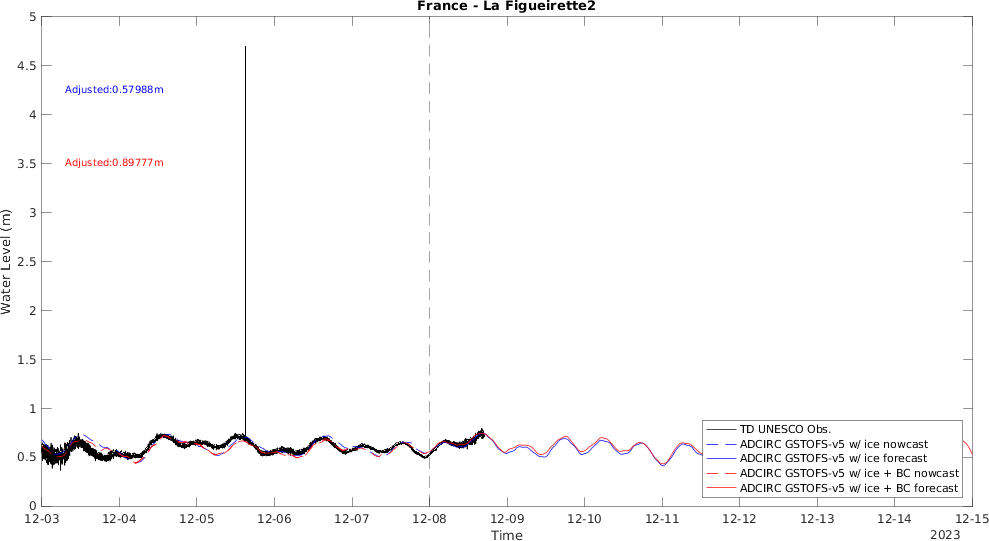 France - La Figueirette2
5
4.5
4
3.5
3
2.5
2
1.5
1
0.5
0
Water Level (m)
Adjusted:0.57988m
Adjusted:0.89777m
TD UNESCO Obs.
ADCIRC GSTOFS-v5 w/ ice nowcast
ADCIRC GSTOFS-v5 w/ ice forecast
ADCIRC GSTOFS-v5 w/ ice + BC nowcast
ADCIRC GSTOFS-v5 w/ ice + BC forecast
12-03 12-04 12-05 12-06 12-07 12-08 12-09 12-10 12-11 12-12 12-13 12-14 12-15
Time
2023